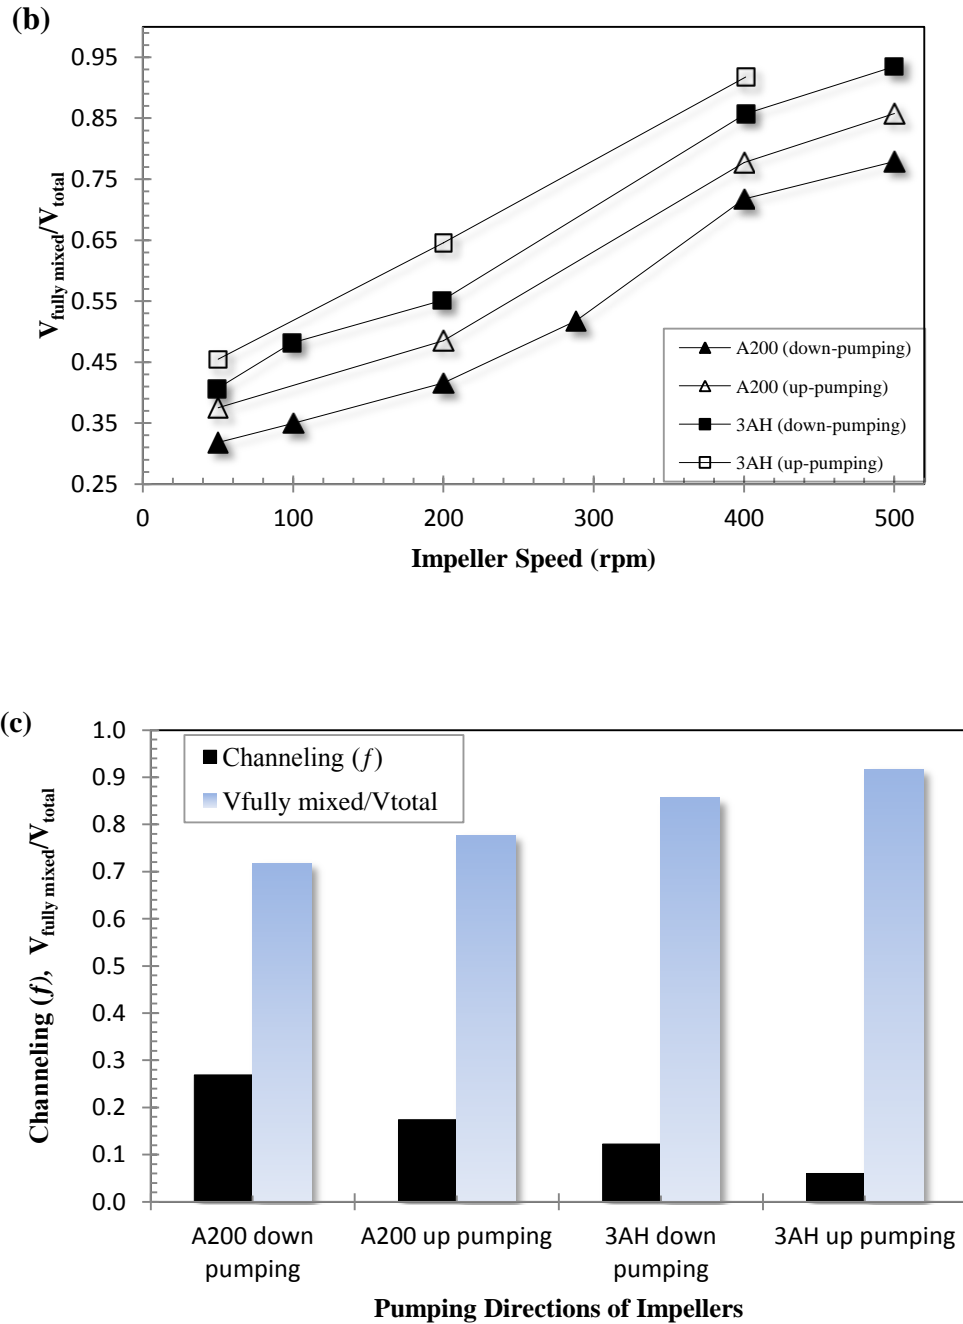 (b)
0.95
0.85
0.75
0.65
0.55
0.45
0.35
0.25
V_fully mixed/V_total
A200 (down-pumping)
A200 (up-pumping)
3AH (down-pumping)
3AH (up-pumping)
0 100 200 300 400 500
Impeller Speed (rpm)
(c)
1.0
0.9
0.8
0.7
0.6
0.5
0.4
0.3
0.2
0.1
0.0
Channeling (f), V_fully mixed/V_total
Channeling (f)
Vfully mixed/Vtotal
A200 down pumping
A200 up pumping
3AH down pumping
3AH up pumping
Pumping Directions of Impellers